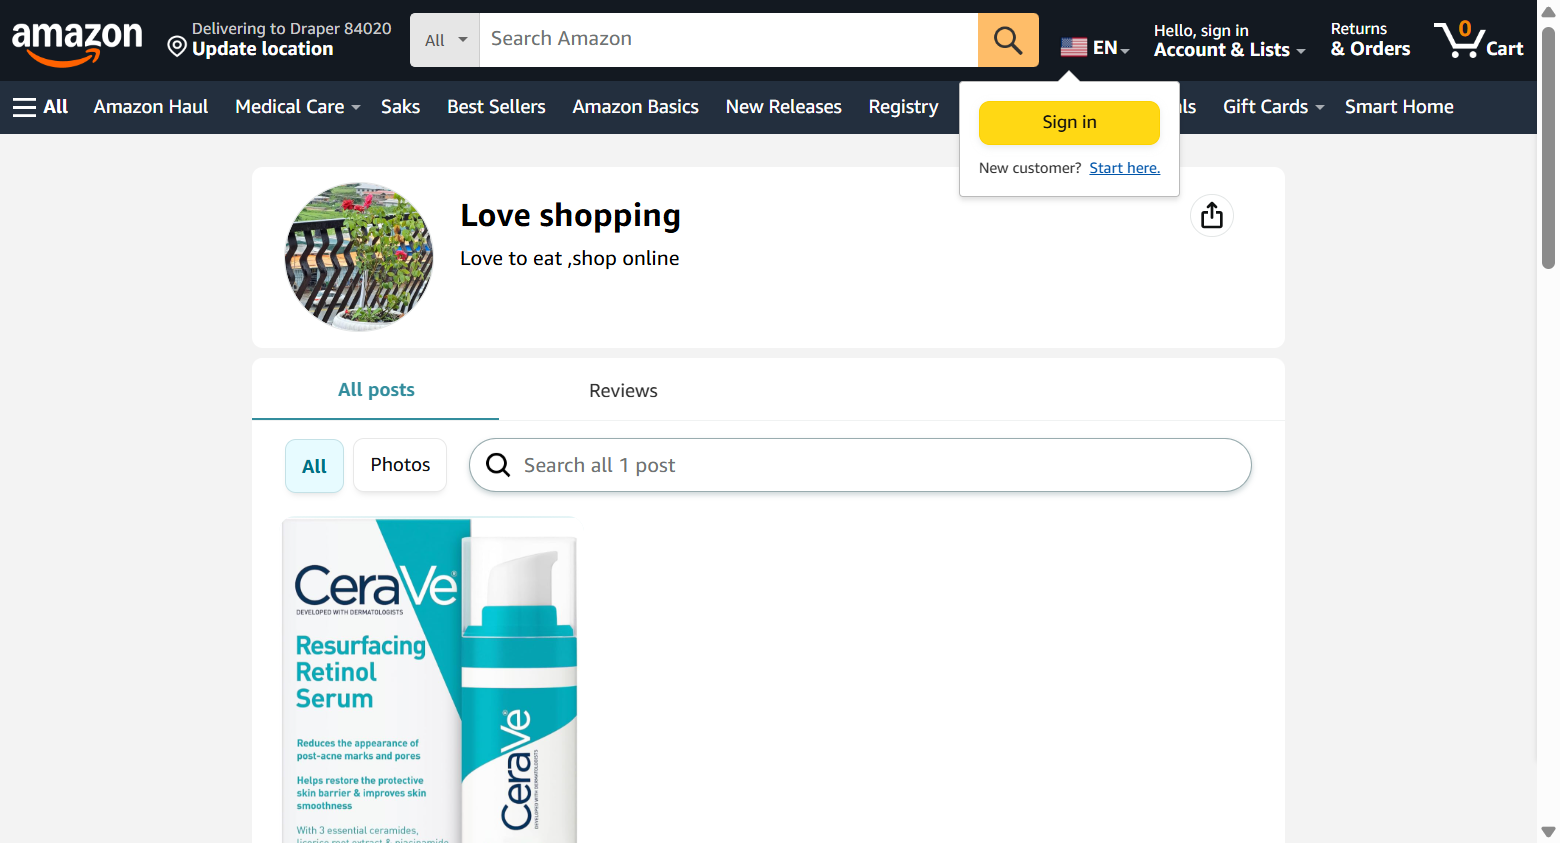 amazon
Delivering to Draper 84020
Update location
All
Search Amazon
EN
Hello, sign in
Account & Lists
Returns
& Orders
0
Cart
All
Amazon Haul
Medical Care
Saks
Best Sellers
Amazon Basics
New Releases
Registry
Gift Cards
Smart Home
Sign in
New customer? Start here.
Love shopping
Love to eat ,shop online
All posts
Reviews
All
Photos
Search all 1 post
CeraVe
DEVELOPED WITH DERMATOLOGISTS
Resurfacing
Retinol
Serum
Reduces the appearance of
post-acne marks and pores
Helps restore the protective
skin barrier & improves skin
smoothness
With 3 essential ceramides,
CeraVe
DEVELOPED WITH DERMATOLOGISTS